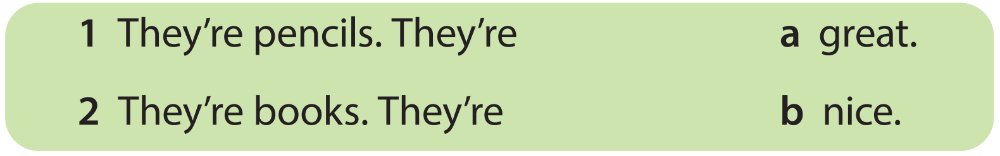 1 They’re pencils. They’re a great.
2 They’re books. They’re b nice.